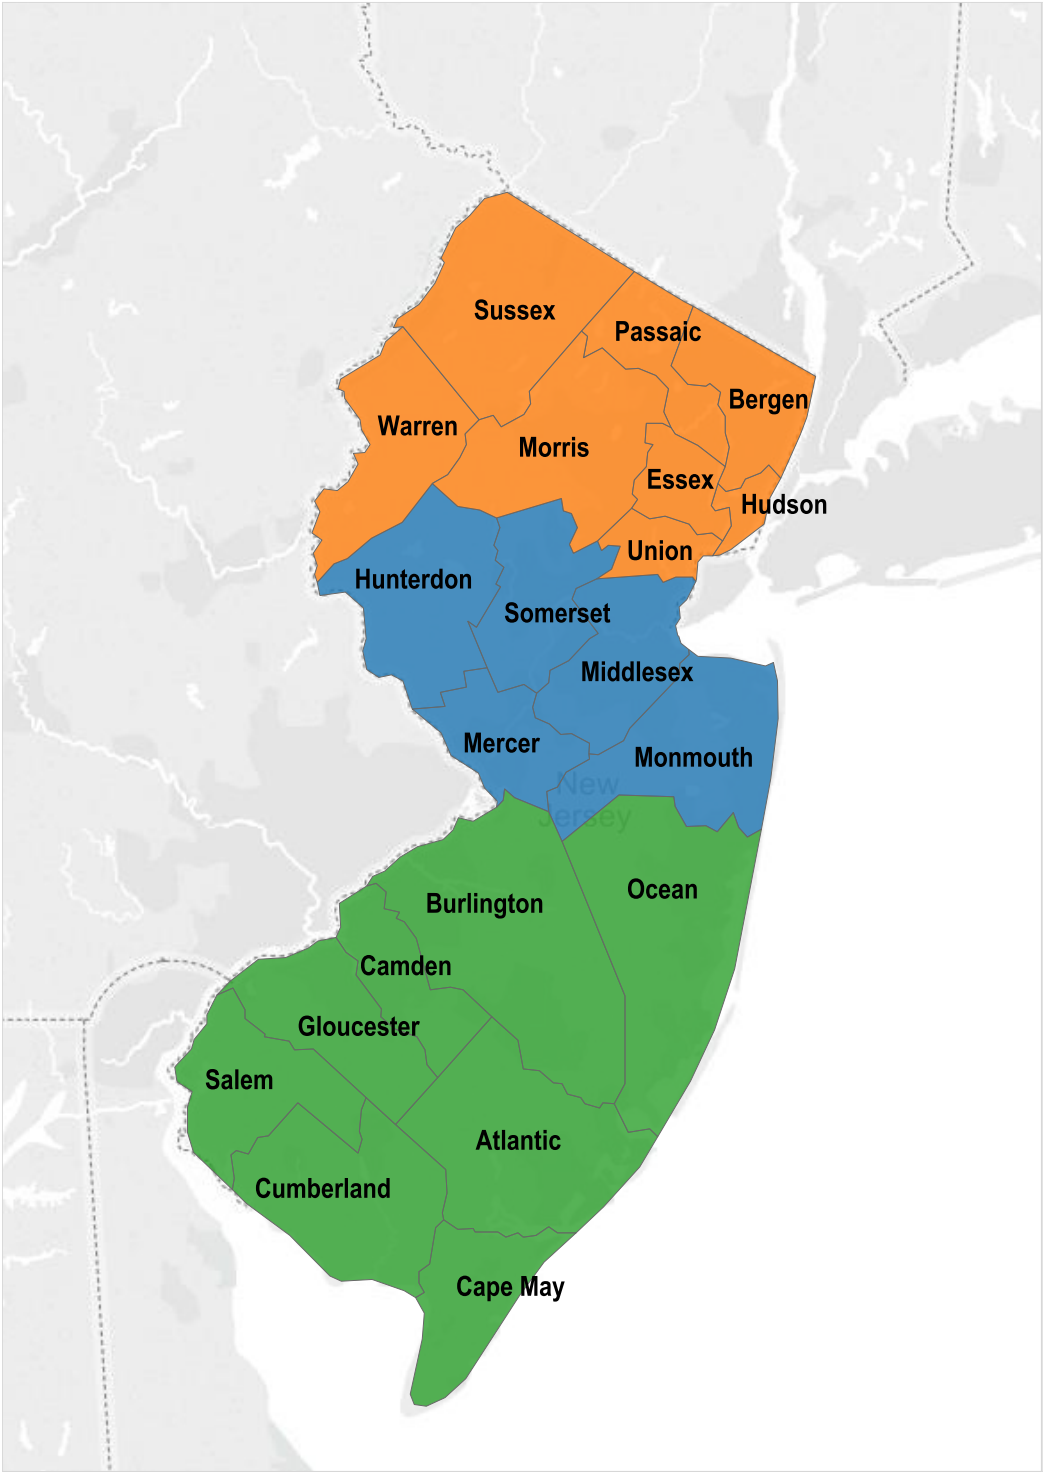 Sussex
Passaic
Bergen
Warren
Morris
Essex
Hudson
Union
Hunterdon
Somerset
Middlesex
Mercer
Monmouth
New
Jersey
Ocean
Burlington
Camden
Gloucester
Salem
Atlantic
Cumberland
Cape May